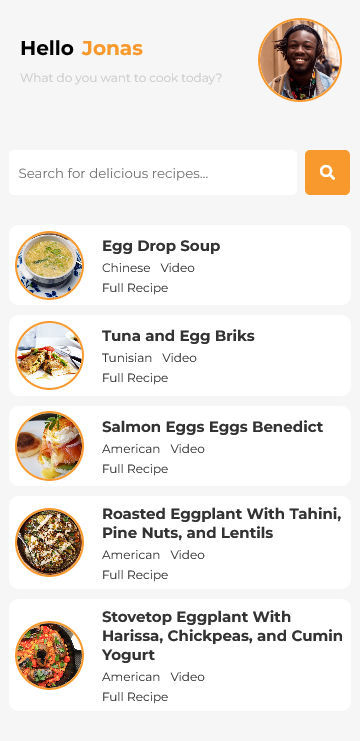 Hello Jonas
What do you want to cook today?
Search for delicious recipes...
Egg Drop Soup
Chinese Video
Full Recipe
Tuna and Egg Briks
Tunisian Video
Full Recipe
Salmon Eggs Eggs Benedict
American Video
Full Recipe
Roasted Eggplant With Tahini,
Pine Nuts, and Lentils
American Video
Full Recipe
Stovetop Eggplant With
Harissa, Chickpeas, and Cumin
Yogurt
American Video
Full Recipe